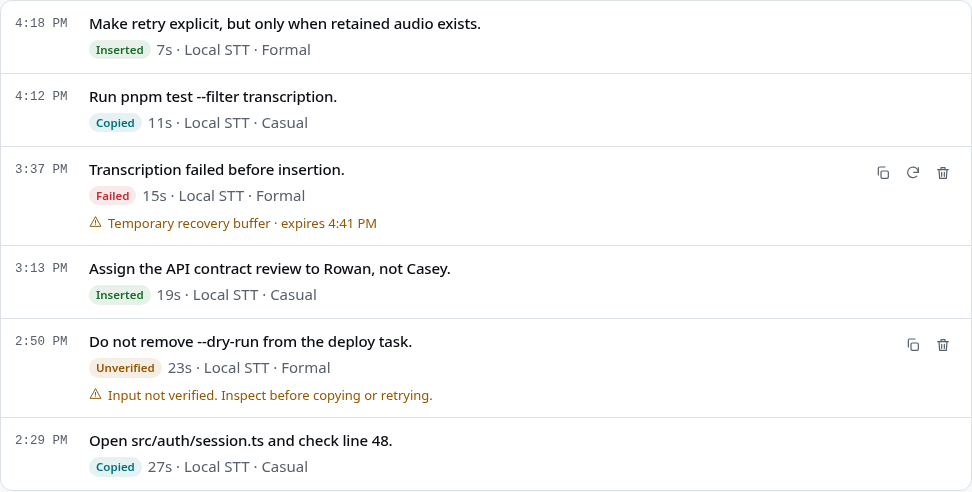 4:18 PM Make retry explicit, but only when retained audio exists.
Inserted 7s · Local STT · Formal
4:12 PM Run pnpm test --filter transcription.
Copied 11s · Local STT · Casual
3:37 PM Transcription failed before insertion.
Failed 15s · Local STT · Formal
Temporary recovery buffer · expires 4:41 PM
3:13 PM Assign the API contract review to Rowan, not Casey.
Inserted 19s · Local STT · Casual
2:50 PM Do not remove --dry-run from the deploy task.
Unverified 23s · Local STT · Formal
Input not verified. Inspect before copying or retrying.
2:29 PM Open src/auth/session.ts and check line 48.
Copied 27s · Local STT · Casual